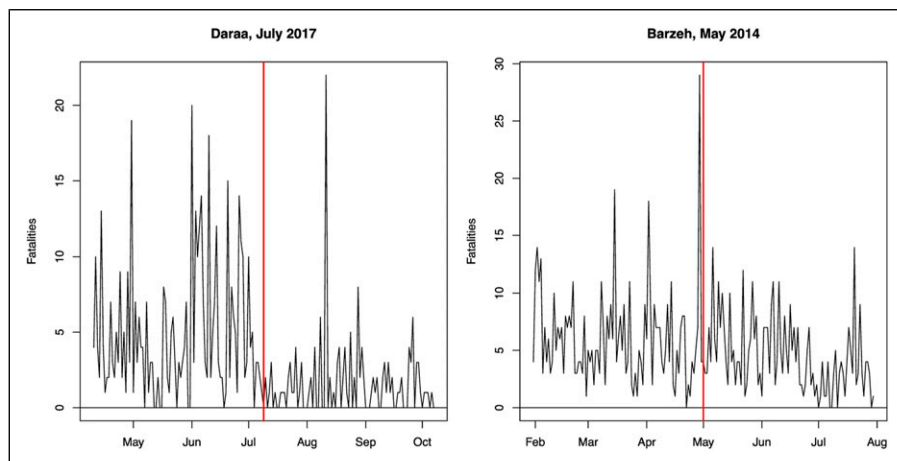 Daraa, July 2017
Fatalities
20
15
10
5
0
May Jun Jul Aug Sep Oct
Barzeh, May 2014
Fatalities
30
25
20
15
10
5
0
Feb Mar Apr May Jun Jul Aug